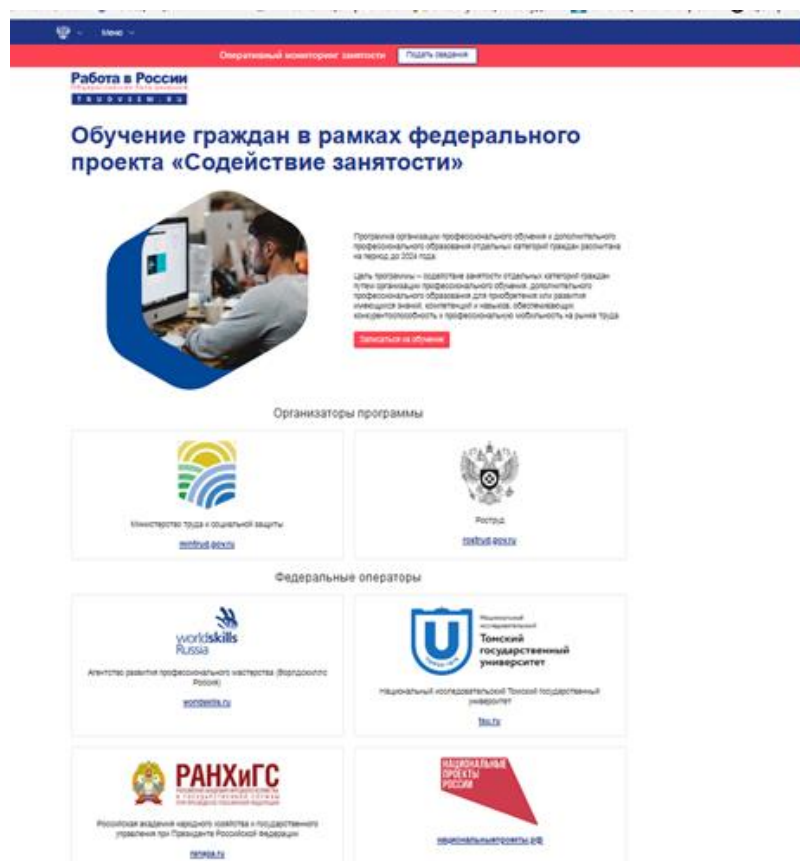 Меню
Оперативный мониторинг занятости
Подать сведения
Работа в России
TRUDVSEM.RU
Обучение граждан в рамках федерального
проекта «Содействие занятости»
Программа организации профессионального обучения и дополнительного
профессионального образования отдельных категорий граждан рассчитана
на период до 2024 года.
Цель программы – содействие занятости отдельных категорий граждан
путем организации профессионального обучения, дополнительного
профессионального образования для приобретения или развития
имеющихся знаний, компетенций и навыков, обеспечивающих
конкурентоспособность и профессиональную мобильность на рынке труда.
Записаться на обучение
Организаторы программы
Министерство труда и социальной защиты
mintrud.gov.ru
Роструд
rostrud.gov.ru
Федеральные операторы
worldskills
Russia
Агентство развития профессионального мастерства (Ворлдскиллс
Россия)
worldskills.ru
Национальный
исследовательский
Томский
государственный
университет
Национальный исследовательский Томский государственный
университет
tsu.ru
РАНХиГС
Российская академия народного хозяйства и государственного
управления при Президенте Российской Федерации
ranepa.ru
НАЦИОНАЛЬНЫЕ
ПРОЕКТЫ
РОССИИ
национальныепроекты.рф